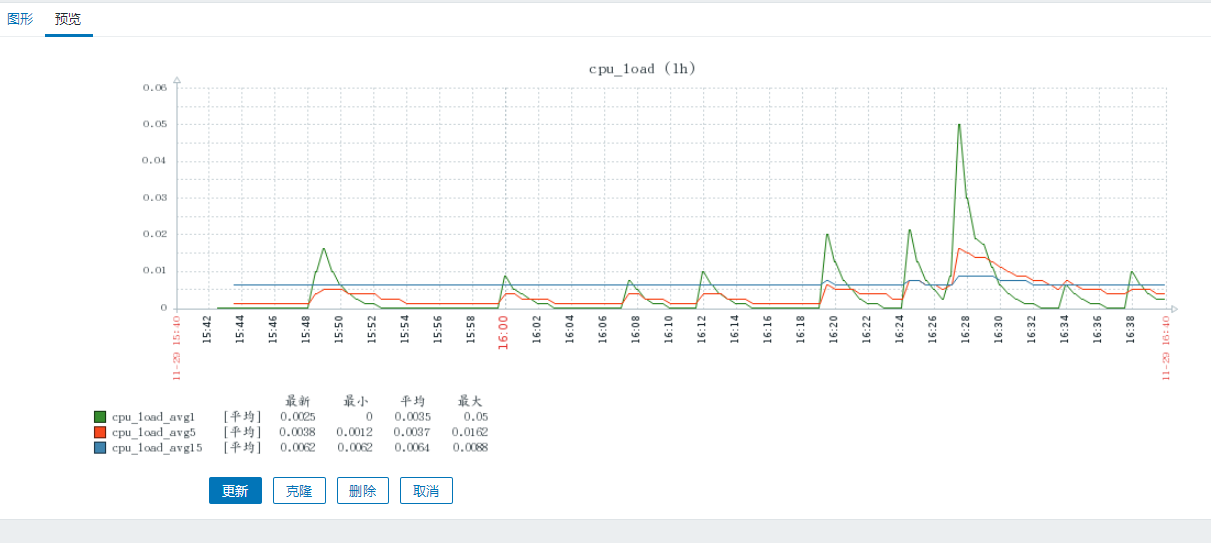 图形 预览
cpu_load (1h)
0.06
0.05
0.04
0.03
0.02
0.01
0
11-29 15:40 15:42 15:44 15:46 15:48 15:50 15:52 15:54 15:56 15:58 16:00 16:02 16:04 16:06 16:08 16:10 16:12 16:14 16:16 16:18 16:20 16:22 16:24 16:26 16:28 16:30 16:32 16:34 16:36 16:38 11-29 16:40
最新 最小 平均 最大
cpu_load_avg1 [平均] 0.0025 0 0.0035 0.05
cpu_load_avg5 [平均] 0.0038 0.0012 0.0037 0.0162
cpu_load_avg15 [平均] 0.0062 0.0062 0.0064 0.0088
更新 克隆 删除 取消